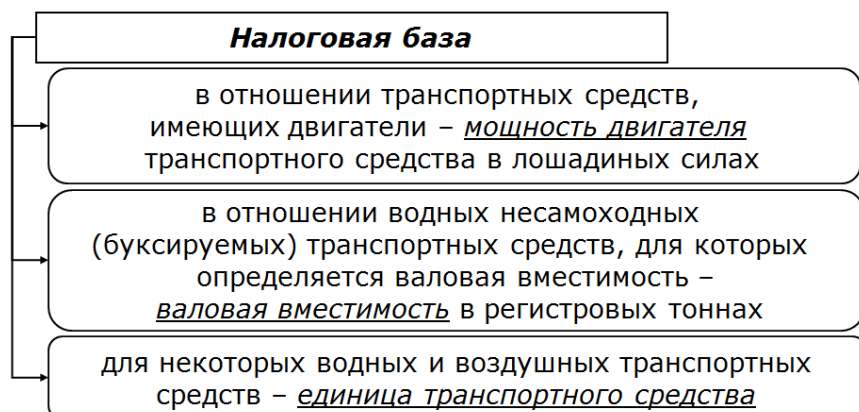 Налоговая база
в отношении транспортных средств,
имеющих двигатели – мощность двигателя
транспортного средства в лошадиных силах
в отношении водных несамоходных
(буксируемых) транспортных средств, для которых
определяется валовая вместимость –
валовая вместимость в регистровых тоннах
для некоторых водных и воздушных транспортных
средств – единица транспортного средства